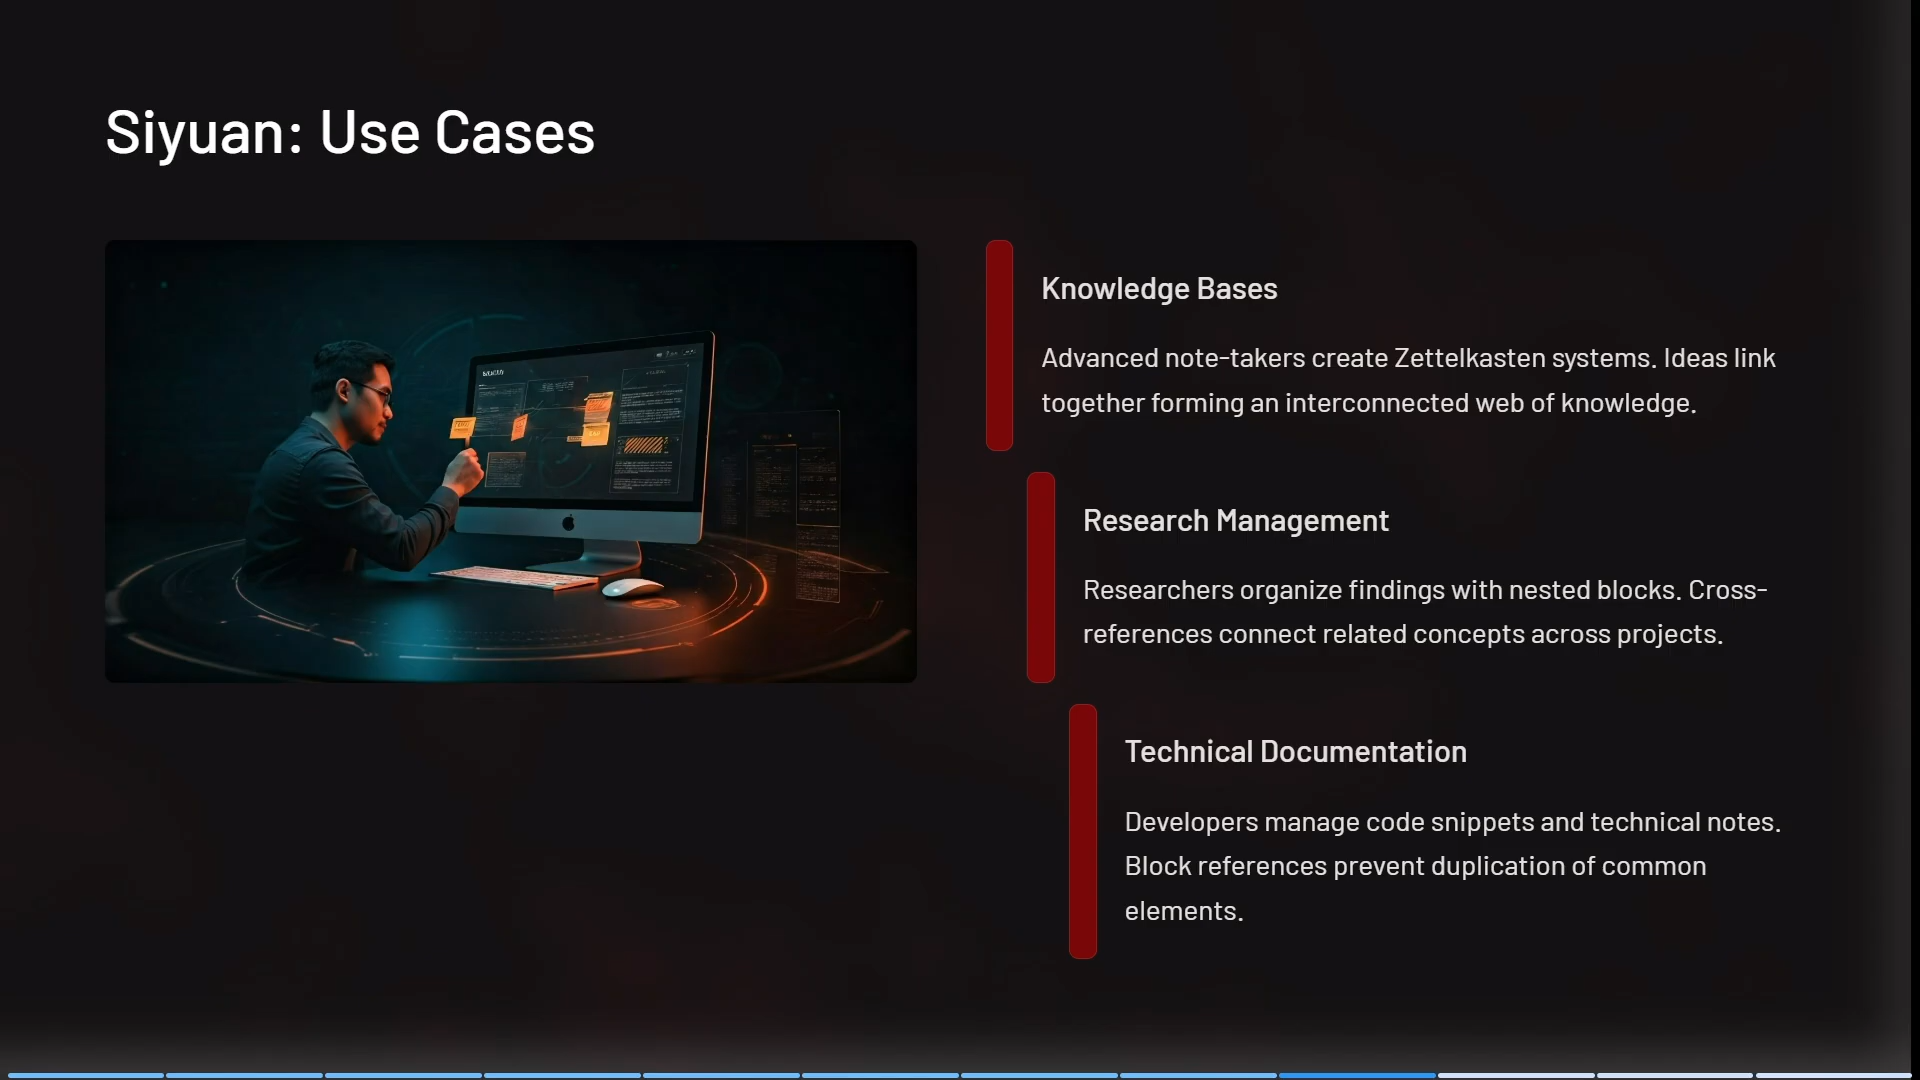 Siyuan: Use Cases
Knowledge Bases
Advanced note-takers create Zettelkasten systems. Ideas link
together forming an interconnected web of knowledge.
Research Management
Researchers organize findings with nested blocks. Cross-
references connect related concepts across projects.
Technical Documentation
Developers manage code snippets and technical notes.
Block references prevent duplication of common
elements.